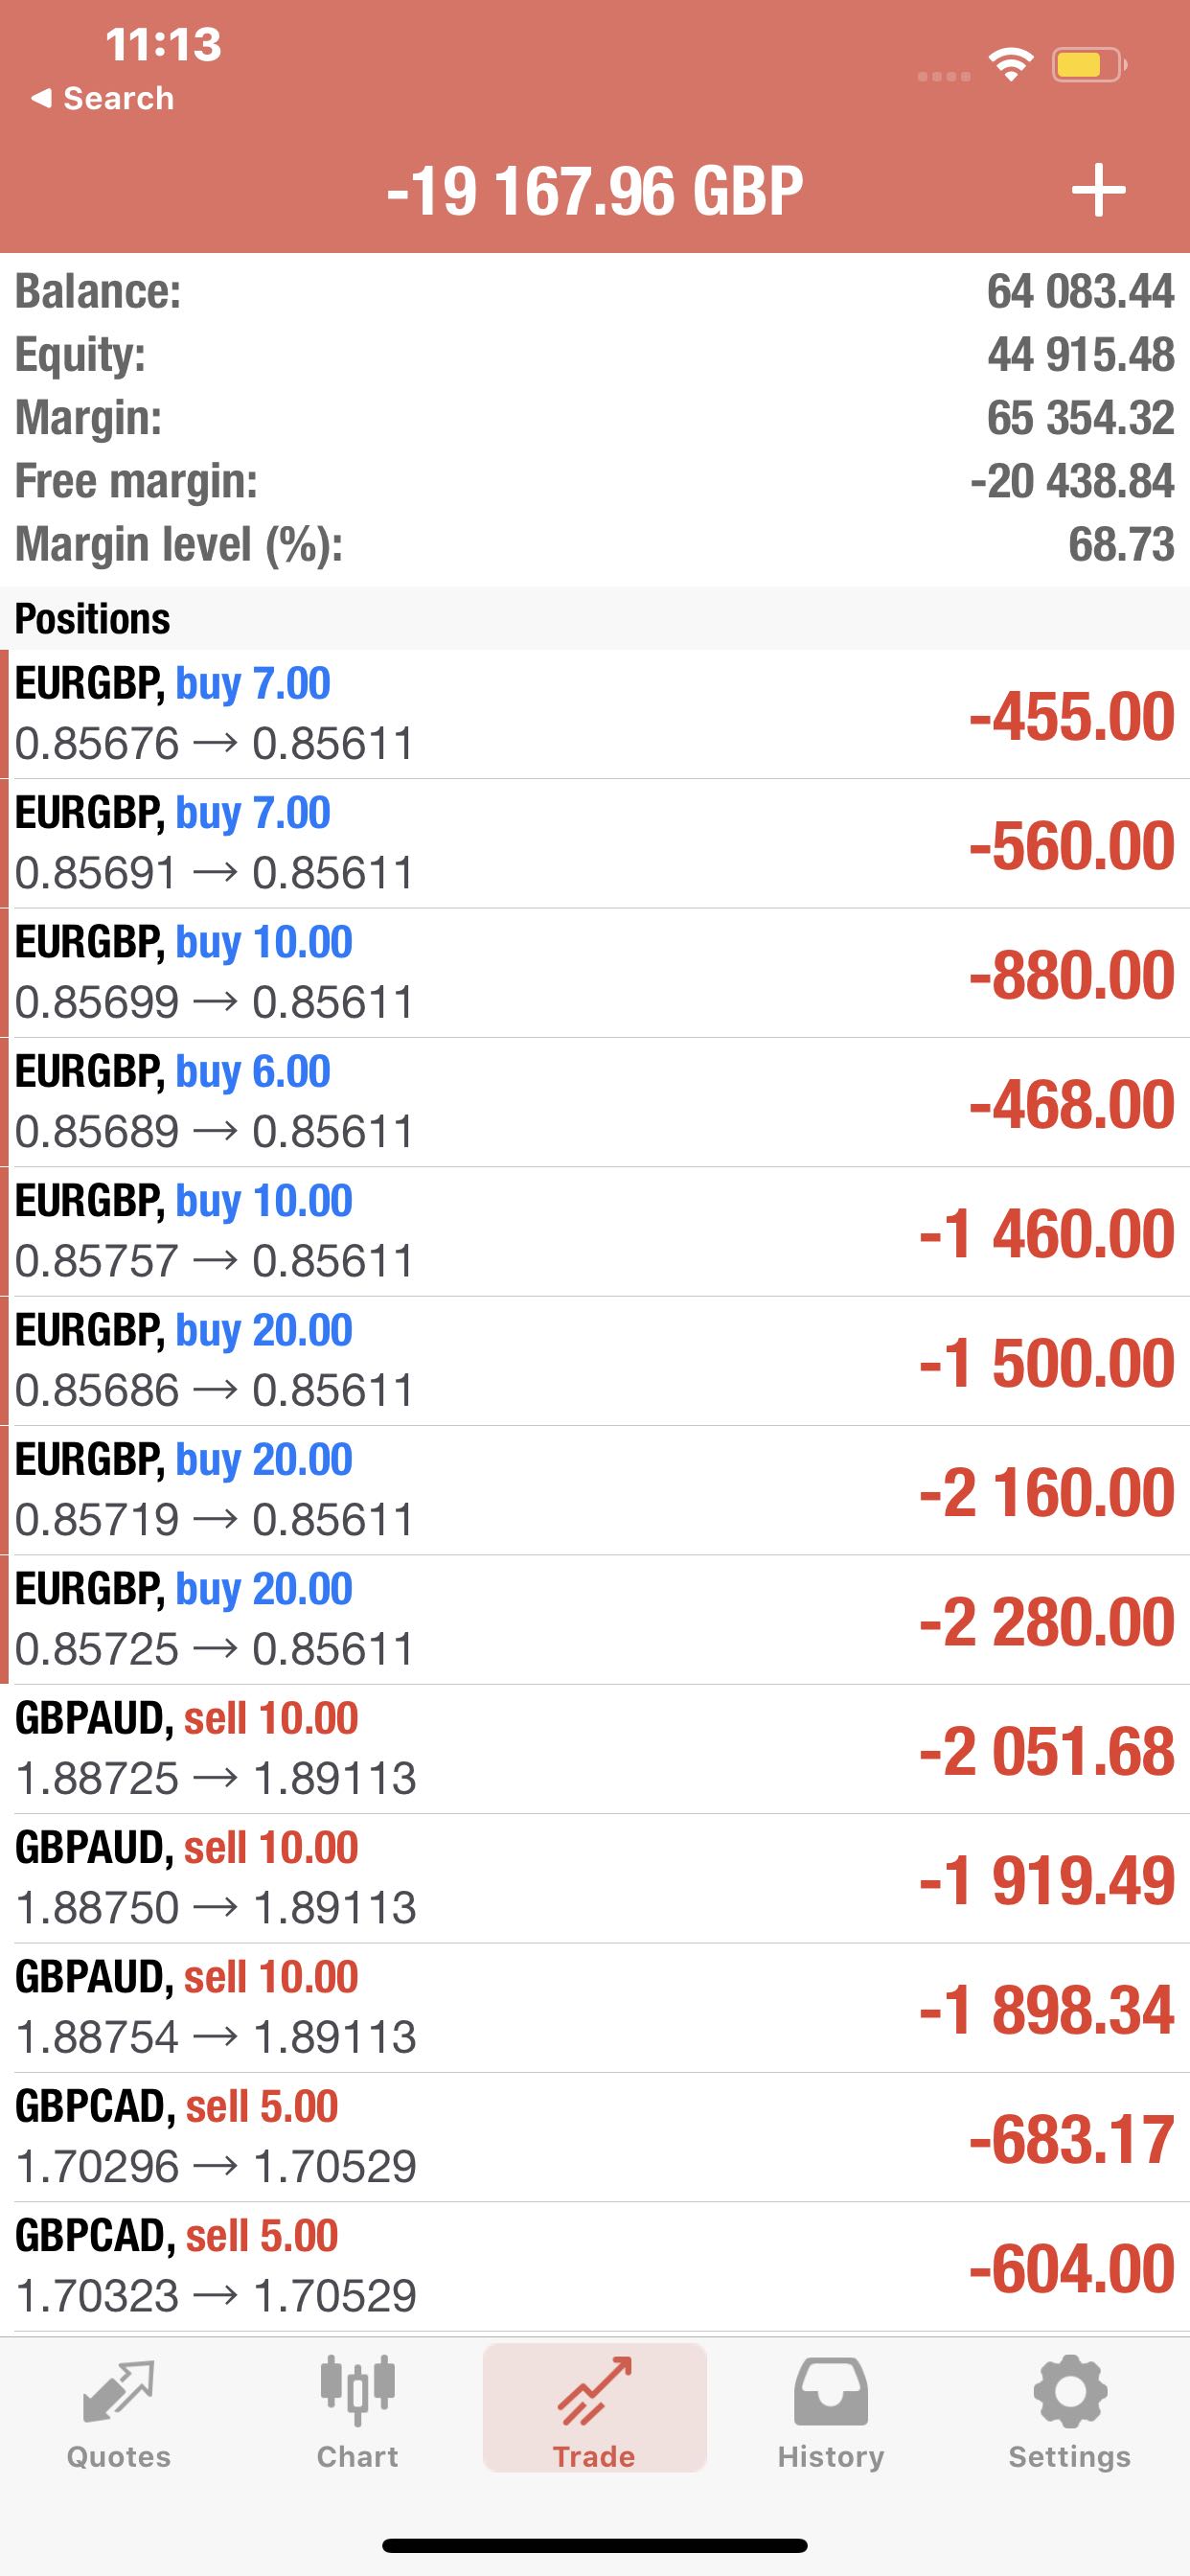 11:13
Search
-19 167.96 GBP
Balance: 64 083.44
Equity: 44 915.48
Margin: 65 354.32
Free margin: -20 438.84
Margin level (%): 68.73
Positions
EURGBP, buy 7.00
0.85676 → 0.85611
-455.00
EURGBP, buy 7.00
0.85691 → 0.85611
-560.00
EURGBP, buy 10.00
0.85699 → 0.85611
-880.00
EURGBP, buy 6.00
0.85689 → 0.85611
-468.00
EURGBP, buy 10.00
0.85757 → 0.85611
-1 460.00
EURGBP, buy 20.00
0.85686 → 0.85611
-1 500.00
EURGBP, buy 20.00
0.85719 → 0.85611
-2 160.00
EURGBP, buy 20.00
0.85725 → 0.85611
-2 280.00
GBPAUD, sell 10.00
1.88725 → 1.89113
-2 051.68
GBPAUD, sell 10.00
1.88750 → 1.89113
-1 919.49
GBPAUD, sell 10.00
1.88754 → 1.89113
-1 898.34
GBPCAD, sell 5.00
1.70296 → 1.70529
-683.17
GBPCAD, sell 5.00
1.70323 → 1.70529
-604.00
Quotes Chart Trade History Settings